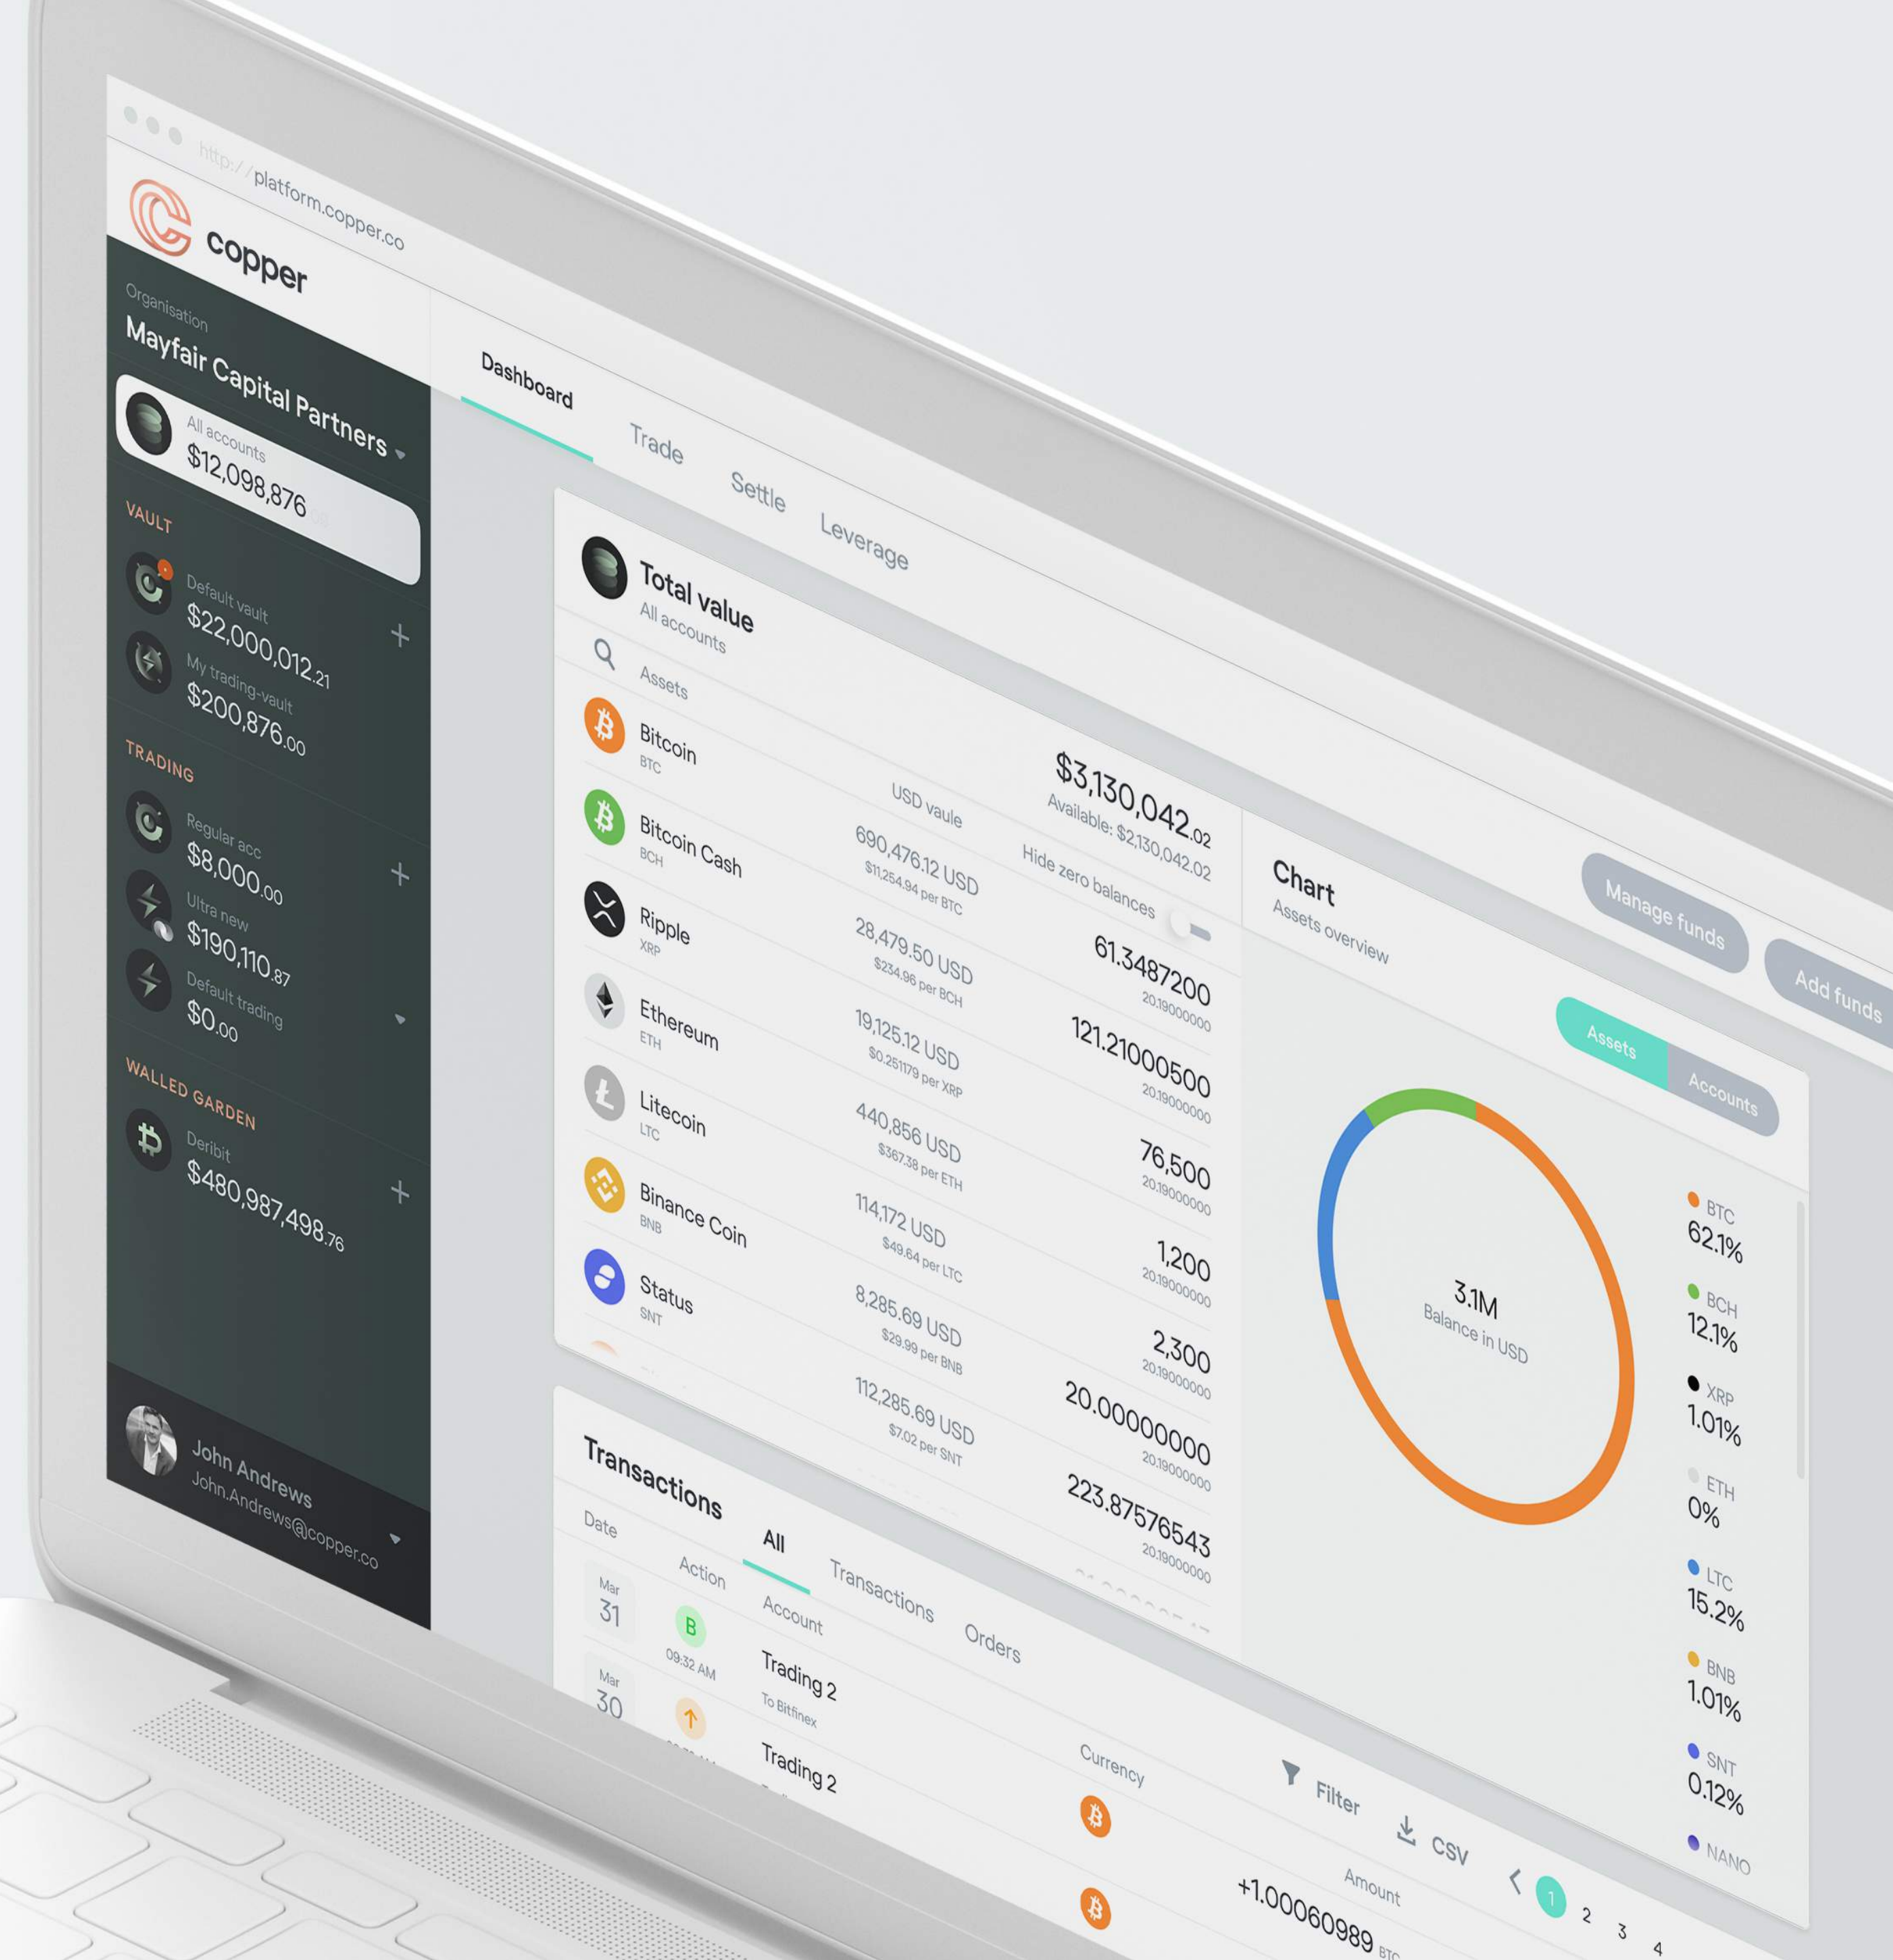 http://platform.copper.co
copper
Organisation
Mayfair Capital Partners
All accounts
$12,098,876
VAULT
Default vault
$22,000,012.21
My trading-vault
$200,876.00
TRADING
Regular acc
$8,000.00
Ultra new
$190,110.87
Default trading
$0.00
WALLED GARDEN
Deribit
$480,987,498.76
John Andrews
John.Andrews@copper.co
Dashboard
Trade
Settle
Leverage
Manage funds
Add funds
Total value
All accounts
$3,130,042.02
Available: $2,130,042.02
Assets
USD vaule
Hide zero balances
Bitcoin
BTC
690,476.12 USD
$11,254.94 per BTC
61.3487200
20.19000000
Bitcoin Cash
BCH
28,479.50 USD
$234.96 per BCH
121.21000500
20.19000000
Ripple
XRP
19,125.12 USD
$0.251179 per XRP
76,500
20.19000000
Ethereum
ETH
440,856 USD
$367.38 per ETH
1,200
20.19000000
Litecoin
LTC
114,172 USD
$49.64 per LTC
2,300
20.19000000
Binance Coin
BNB
8,285.69 USD
$29.99 per BNB
20.00000000
20.19000000
Status
SNT
112,285.69 USD
$7.02 per SNT
223.87576543
20.19000000
Chart
Assets overview
Assets
Accounts
3.1M
Balance in USD
BTC
62.1%
BCH
12.1%
XRP
1.01%
ETH
0%
LTC
15.2%
BNB
1.01%
SNT
0.12%
NANO
Transactions
All
Transactions
Orders
Filter
CSV
1
2
3
4
Date
Action
Account
Currency
Amount
Mar
31
B
09:32 AM
Trading 2
To Bitfinex
+1.00060989 BTC
Mar
30
Trading 2